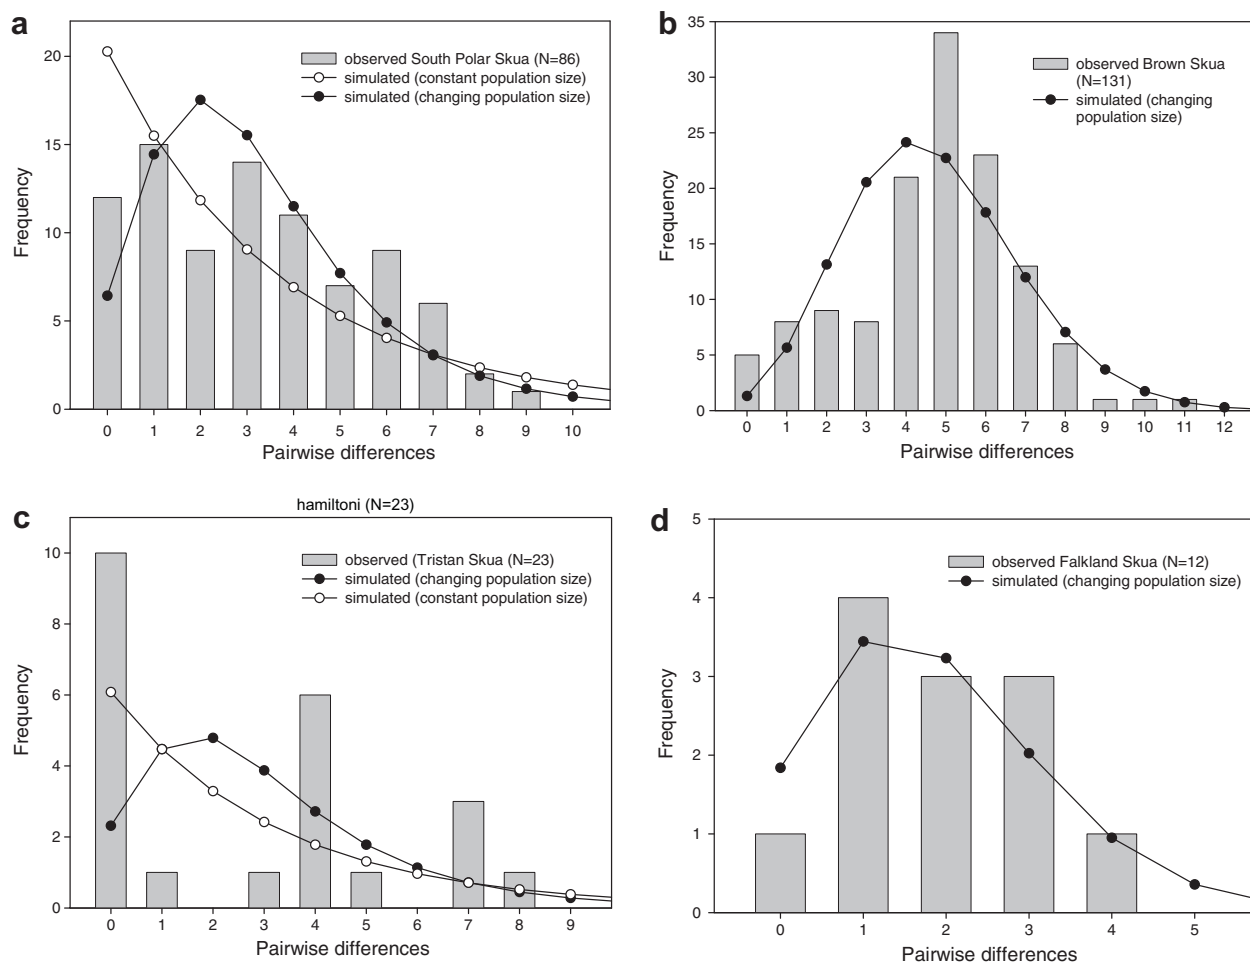 a
20
15
10
5
0
Frequency
observed South Polar Skua (N=86)
simulated (constant population size)
simulated (changing population size)
0 1 2 3 4 5 6 7 8 9 10
Pairwise differences
b
35
30
25
20
15
10
5
0
Frequency
observed Brown Skua
(N=131)
simulated (changing
population size)
0 1 2 3 4 5 6 7 8 9 10 11 12
Pairwise differences
c
hamiltoni (N=23)
10
8
6
4
2
0
Frequency
observed (Tristan Skua (N=23)
simulated (changing population size)
simulated (constant population size)
0 1 2 3 4 5 6 7 8 9
Pairwise differences
d
5
4
3
2
1
0
Frequency
observed Falkland Skua (N=12)
simulated (changing population size)
0 1 2 3 4 5
Pairwise differences